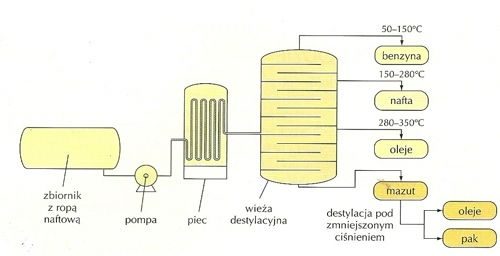 50–150°C
benzyna
150–280°C
nafta
280–350°C
oleje
mazut
oleje
pak
zbiornik
z ropą
naftową
pompa
piec
wieża
destylacyjna
destylacja pod
zmniejszonym
ciśnieniem